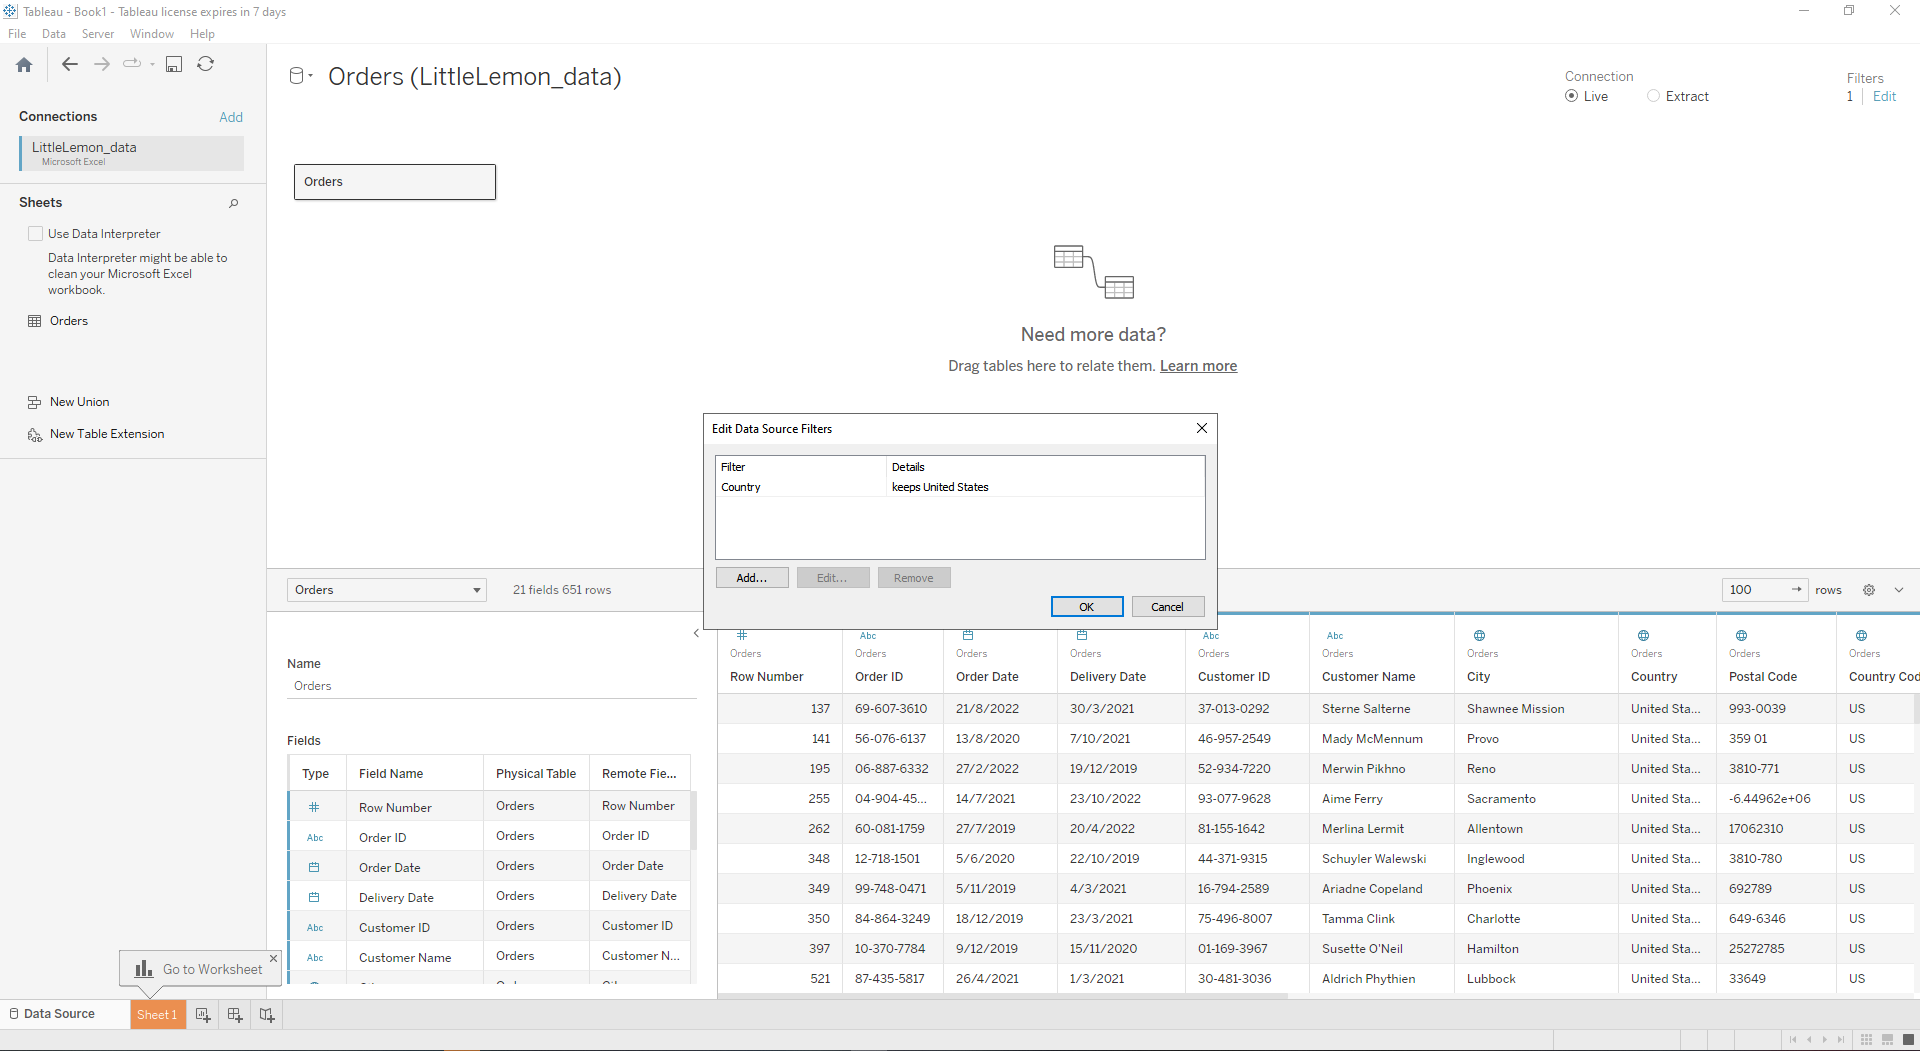 Tableau - Book1 - Tableau license expires in 7 days
File Data Server Window Help
Connections Add
LittleLemon_data
Microsoft Excel
Sheets
Use Data Interpreter
Data Interpreter might be able to
clean your Microsoft Excel
workbook.
Orders
New Union
New Table Extension
Orders (LittleLemon_data)
Connection
Live Extract
Filters
1 Edit
Orders
Need more data?
Drag tables here to relate them. Learn more
Edit Data Source Filters
Filter Details
Country keeps United States
Add... Edit... Remove
OK Cancel
Orders 21 fields 651 rows
100 rows
Name
Orders
Fields
Type Field Name Physical Table Remote Fie...
# Row Number Orders Row Number
Abc Order ID Orders Order ID
Order Date Orders Order Date
Delivery Date Orders Delivery Date
Abc Customer ID Orders Customer ID
Abc Customer Name Orders Customer N...
# Abc Abc Abc
Orders Orders Orders Orders Orders Orders Orders Orders Orders Orders
Row Number Order ID Order Date Delivery Date Customer ID Customer Name City Country Postal Code Country Cod
137 69-607-3610 21/8/2022 30/3/2021 37-013-0292 Sterne Salterne Shawnee Mission United Sta... 993-0039 US
141 56-076-6137 13/8/2020 7/10/2021 46-957-2549 Mady McMennum Provo United Sta... 359 01 US
195 06-887-6332 27/2/2022 19/12/2019 52-934-7220 Merwin Pikhno Reno United Sta... 3810-771 US
255 04-904-45... 14/7/2021 23/10/2022 93-077-9628 Aime Ferry Sacramento United Sta... -6.44962e+06 US
262 60-081-1759 27/7/2019 20/4/2022 81-155-1642 Merlina Lermit Allentown United Sta... 17062310 US
348 12-718-1501 5/6/2020 22/10/2019 44-371-9315 Schuyler Walewski Inglewood United Sta... 3810-780 US
349 99-748-0471 5/11/2019 4/3/2021 16-794-2589 Ariadne Copeland Phoenix United Sta... 692789 US
350 84-864-3249 18/12/2019 23/3/2021 75-496-8007 Tamma Clink Charlotte United Sta... 649-6346 US
397 10-370-7784 9/12/2019 15/11/2020 01-169-3967 Susette O'Neil Hamilton United Sta... 25272785 US
521 87-435-5817 26/4/2021 1/3/2021 30-481-3036 Aldrich Phythien Lubbock United Sta... 33649 US
Go to Worksheet
Data Source Sheet 1